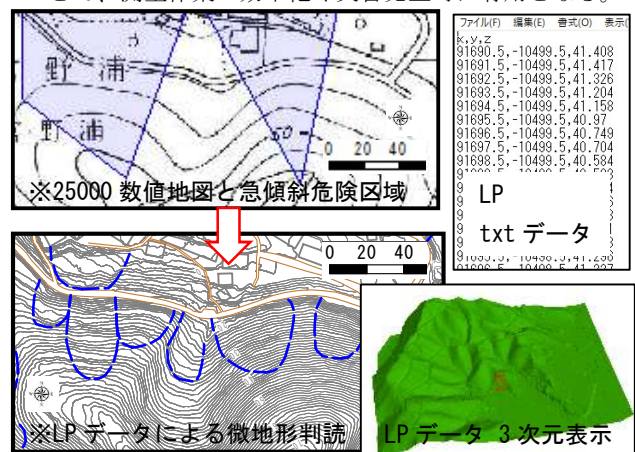 野 浦
野 浦
60
0 20 40
※25000 数値地図と急傾斜危険区域
ファイル(F) 編集(E) 書式(O) 表示(
x,y,z
91690.5,-10499.5,41.408
91691.5,-10499.5,41.417
91692.5,-10499.5,41.326
91693.5,-10499.5,41.204
91694.5,-10499.5,41.158
91695.5,-10499.5,40.97
91696.5,-10499.5,40.749
91697.5,-10499.5,40.704
91698.5,-10499.5,40.584
LP
txt データ
0 20 40
※LP データによる微地形判読
LP データ 3 次元表示